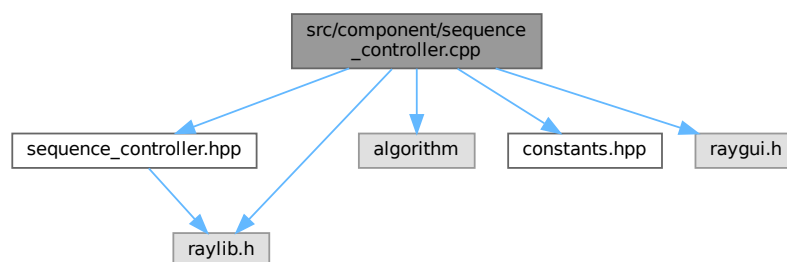 src/component/sequence
_controller.cpp
sequence_controller.hpp
algorithm
constants.hpp
raygui.h
raylib.h